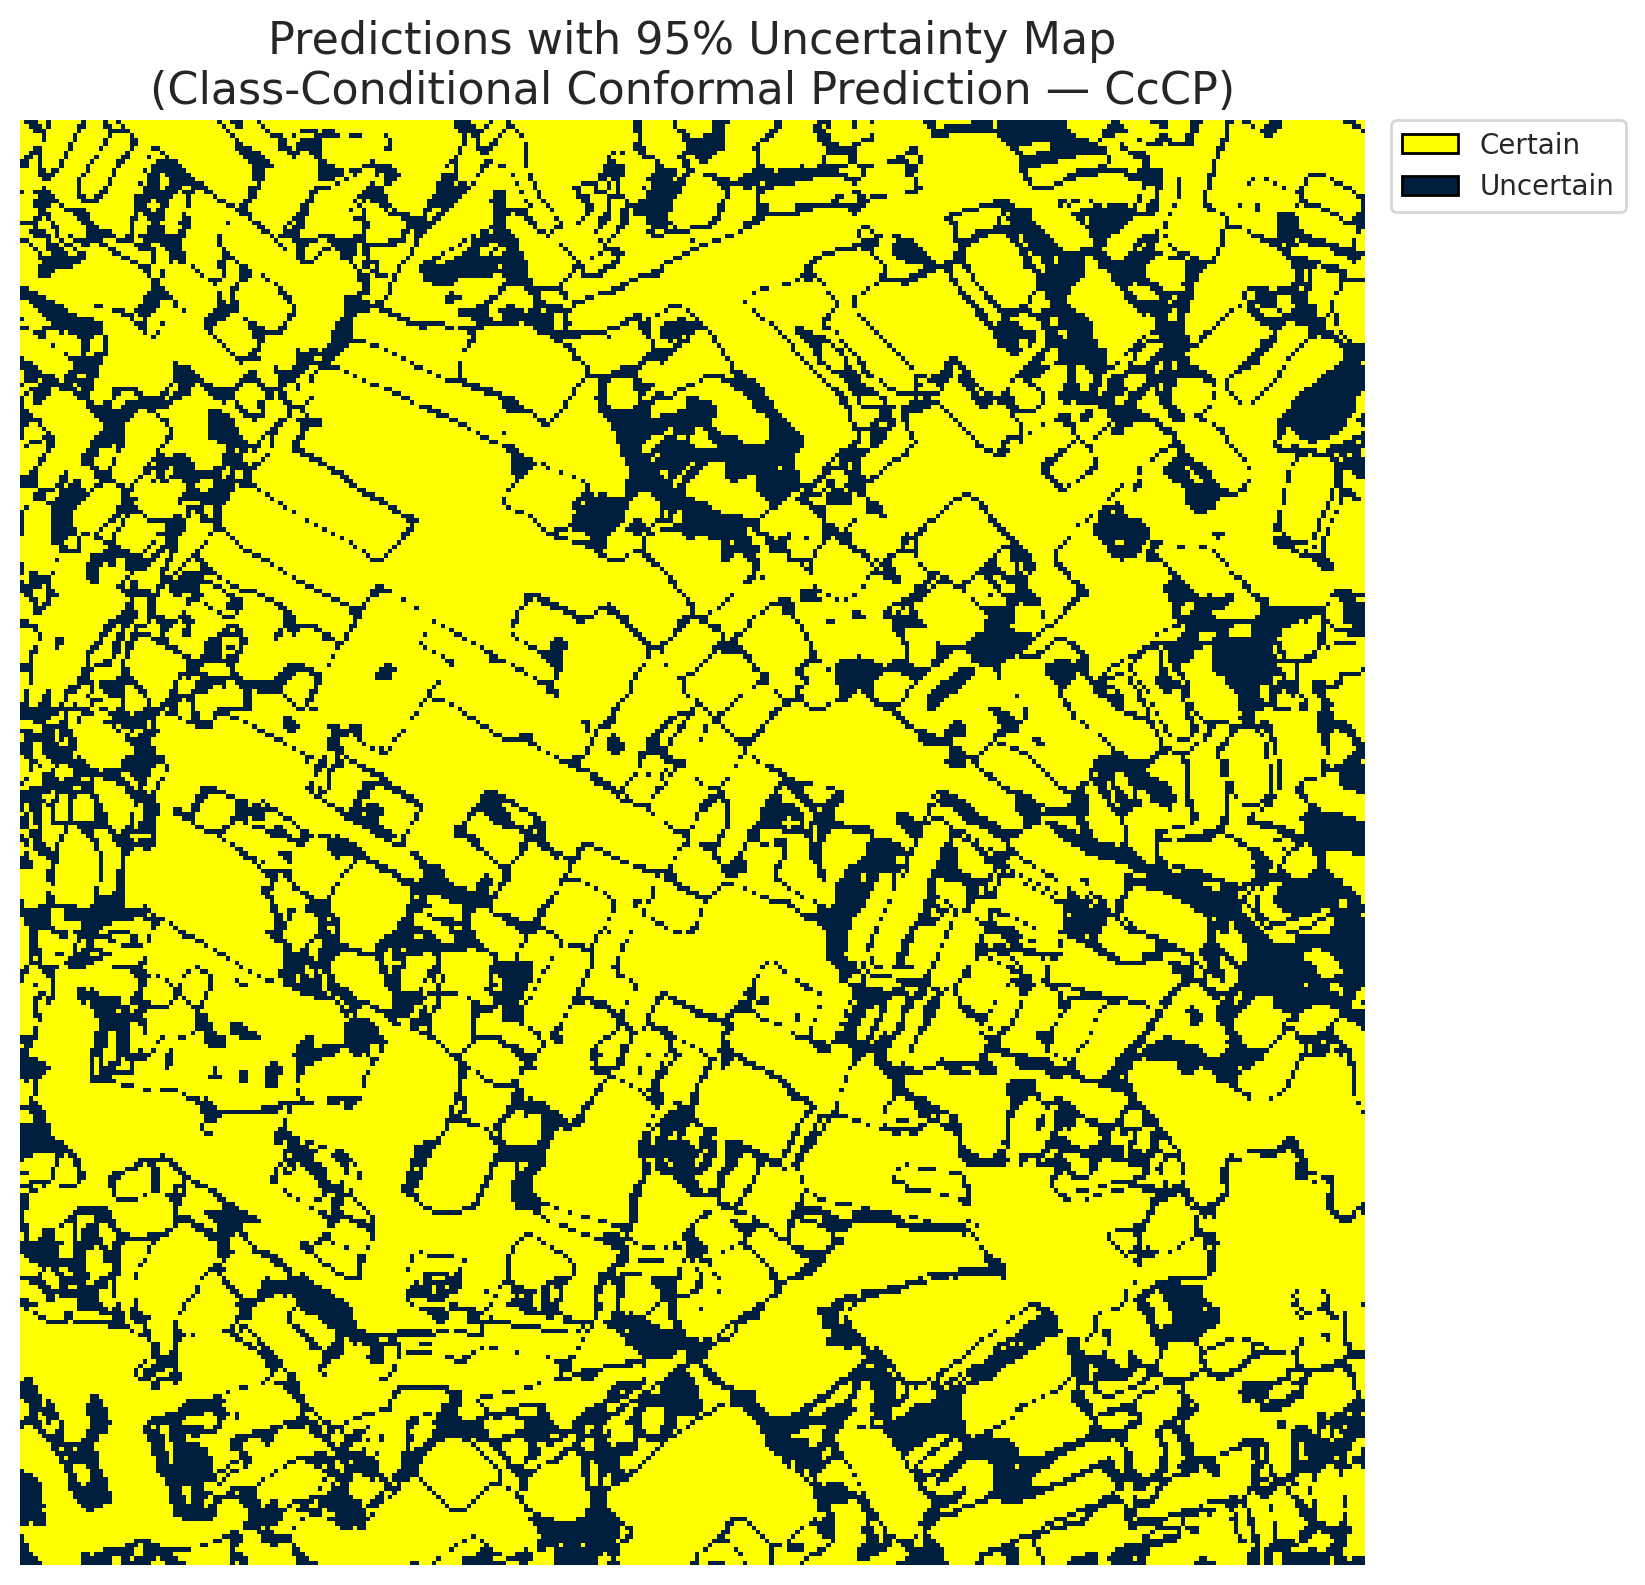 Predictions with 95% Uncertainty Map
(Class-Conditional Conformal Prediction — CcCP)
Certain
Uncertain